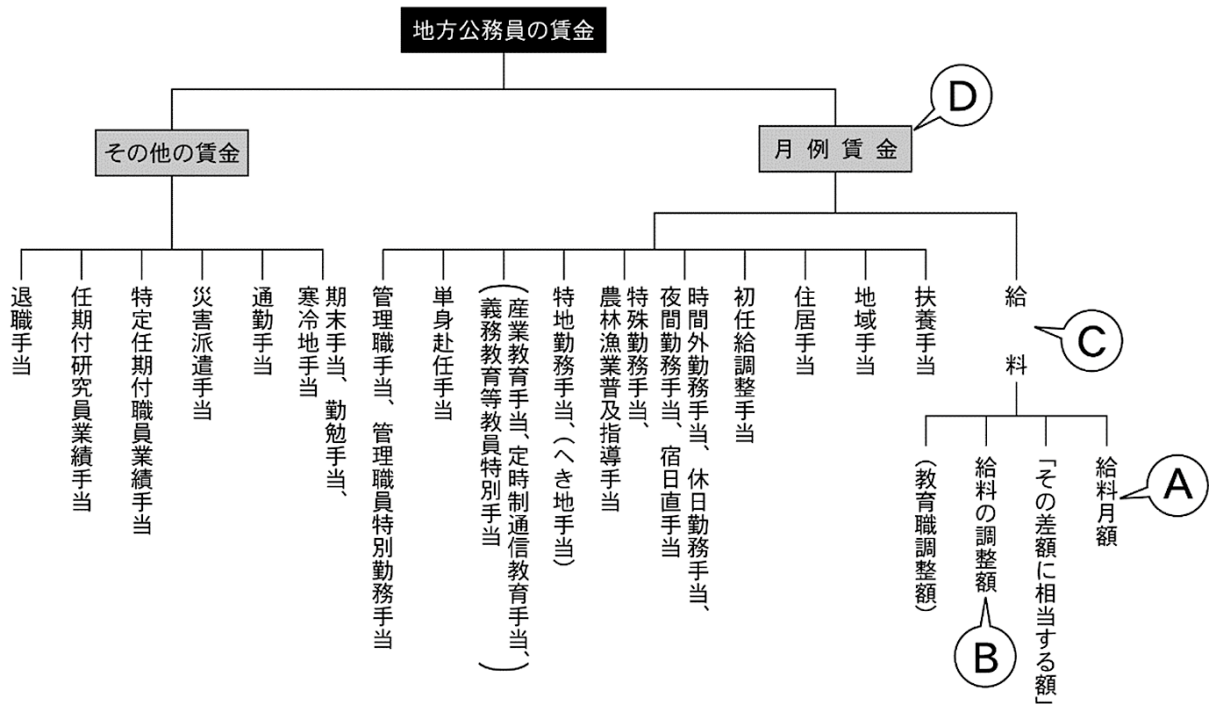 地方公務員の賃金
D
その他の賃金
月例賃金
退職手当
任期付研究員業績手当
特定任期付職員業績手当
災害派遣手当
通勤手当
期末手当、勤勉手当、
寒冷地手当
管理職手当、管理職員特別勤務手当
単身赴任手当
(産業教育手当、定時制通信教育手当、
義務教育等教員特別手当)
特地勤務手当、(へき地手当)
特殊勤務手当、
農林漁業普及指導手当
時間外勤務手当、休日勤務手当、
夜間勤務手当、宿日直手当
初任給調整手当
住居手当
地域手当
扶養手当
給料
C
(教育職調整額)
給料の調整額
B
「その差額に相当する額」
給料月額
A